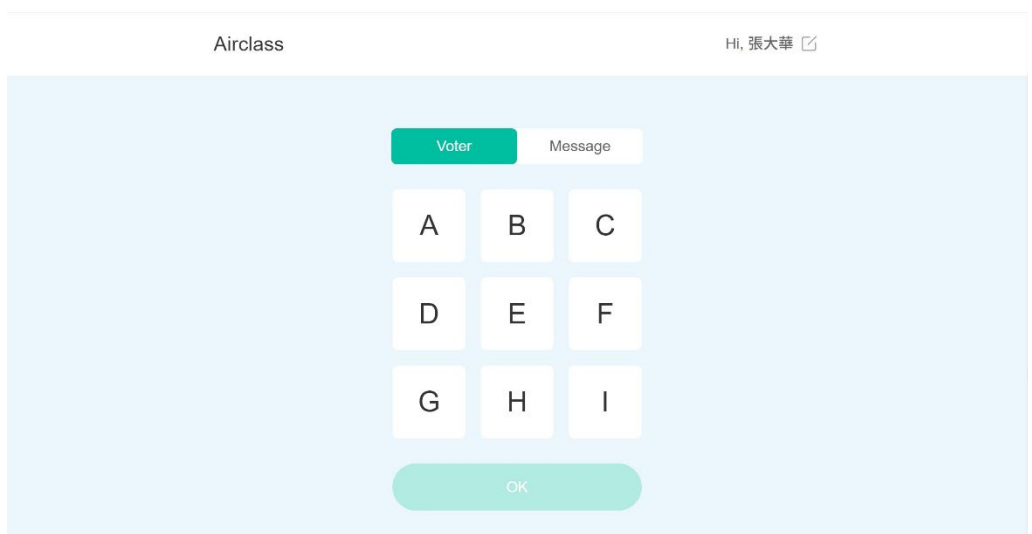 Airclass
Hi, 張大華
Voter Message
A B C
D E F
G H I
OK